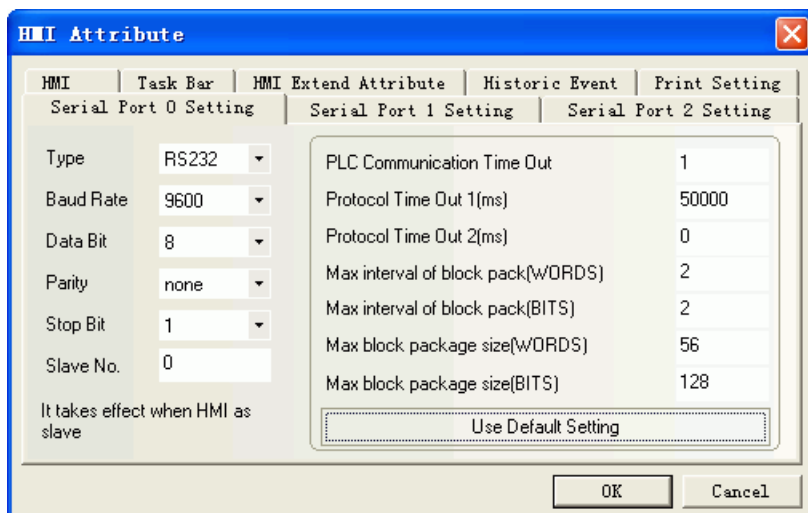 HMI Attribute
HMI Task Bar HMI Extend Attribute Historic Event Print Setting
Serial Port 0 Setting Serial Port 1 Setting Serial Port 2 Setting
Type RS232
Baud Rate 9600
Data Bit 8
Parity none
Stop Bit 1
Slave No. 0
It takes effect when HMI as
slave
PLC Communication Time Out 1
Protocol Time Out 1(ms) 50000
Protocol Time Out 2(ms) 0
Max interval of block pack(WORDS) 2
Max interval of block pack(BITS) 2
Max block package size(WORDS) 56
Max block package size(BITS) 128
Use Default Setting
OK Cancel